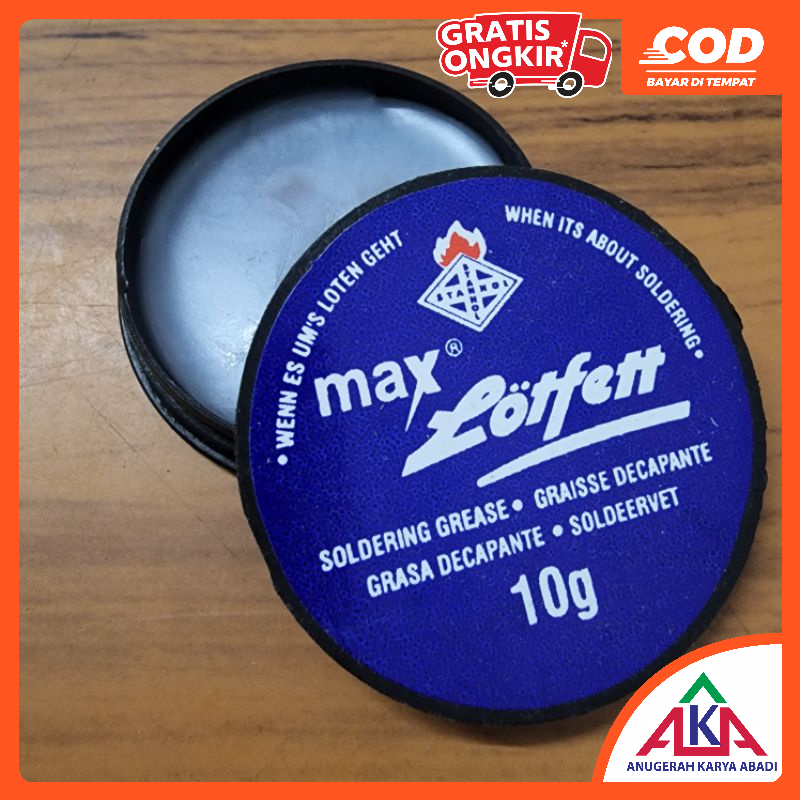 GRATIS
ONGKIR*
COD
BAYAR DI TEMPAT
• WENN ES UM'S LOTEN GEHT
WHEN ITS ABOUT SOLDERING •
max®
Lötfett
SOLDERING GREASE • GRAISSE DECAPANTE
GRASA DECAPANTE • SOLDEERVET
10g
AKA
ANUGERAH KARYA ABADI